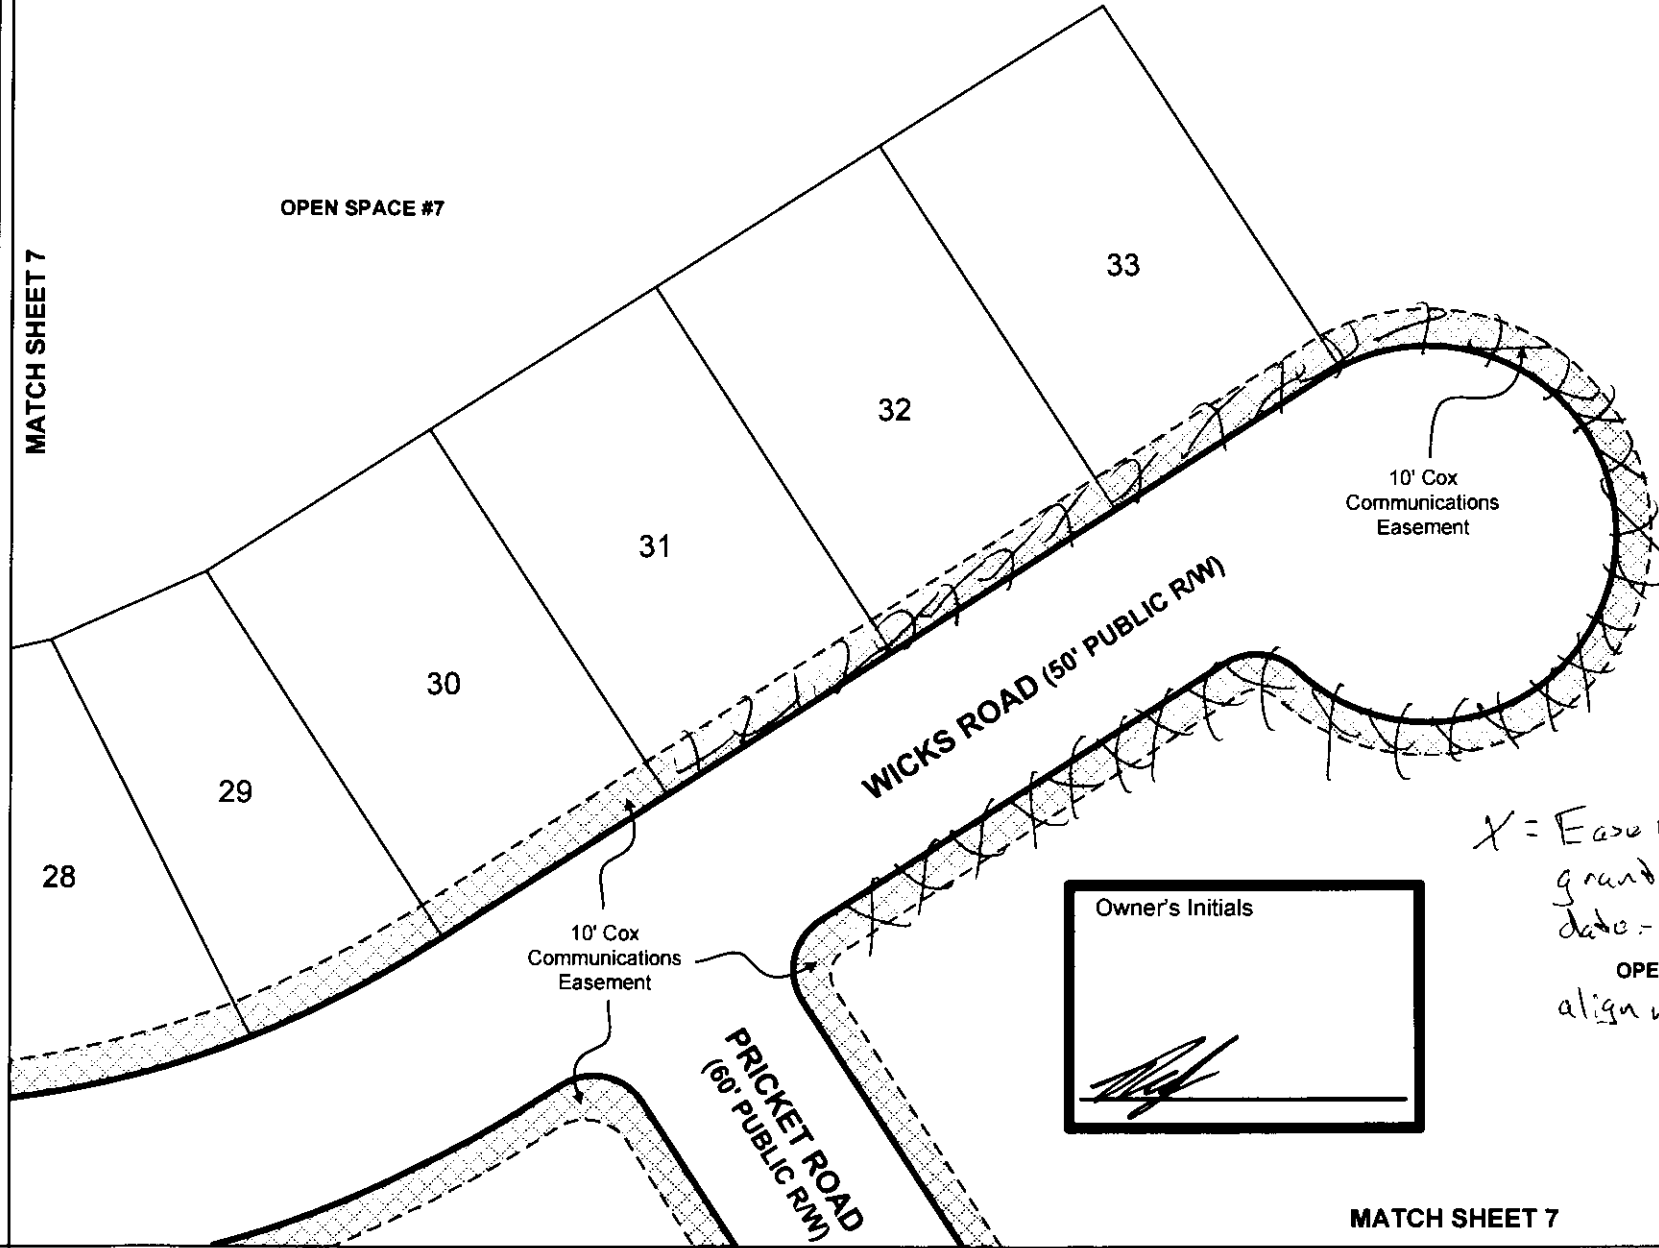 OPEN SPACE #7
MATCH SHEET 7
33
32
31
30
29
28
10' Cox
Communications
Easement
WICKS ROAD (50' PUBLIC R/W)
10' Cox
Communications
Easement
PRICKET ROAD
(60' PUBLIC R/W)
Owner's Initials
X = Ease
grant
date-
OPE
align
MATCH SHEET 7